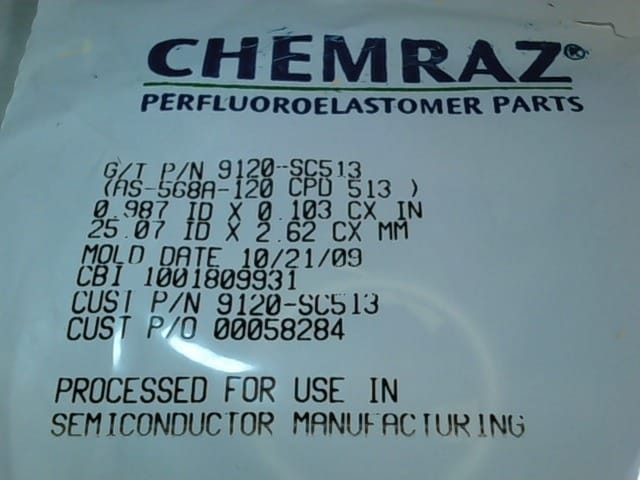 CHEMRAZ®
PERFLUOROELASTOMER PARTS
G/T P/N 9120-SC513
(AS-568A-120 CPD 513 )
0.987 ID X 0.103 CX IN
25.07 ID X 2.62 CX MM
MOLD DATE 10/21/09
CBI 1001809931
CUST P/N 9120-SC513
CUST P/O 00058284
PROCESSED FOR USE IN
SEMICONDUCTOR MANUFACTURING